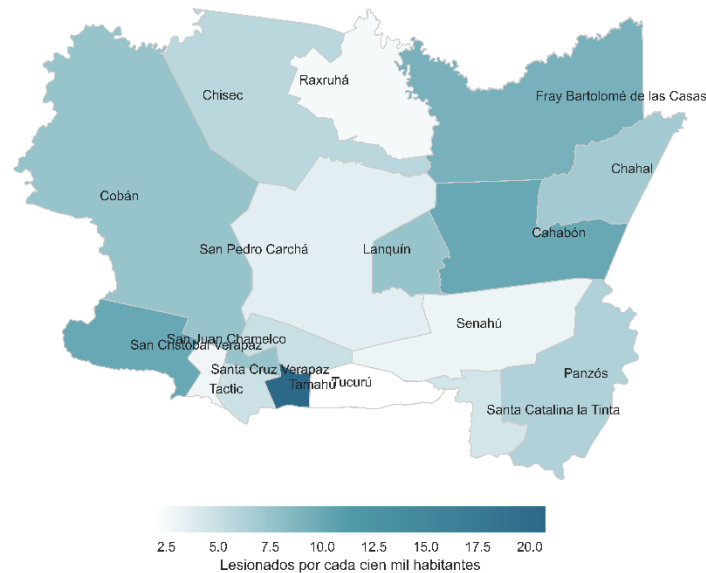 Raxruhá
Chisec
Fray Bartolomé de las Casas
Chahal
Cobán
Cahabón
San Pedro Carchá
Lanquín
Senahú
San Juan Chamelco
San Cristóbal Verapaz
Santa Cruz Verapaz
Panzós
Tactic
Tamahú
Tucurú
Santa Catalina la Tinta
2.5 5.0 7.5 10.0 12.5 15.0 17.5 20.0
Lesionados por cada cien mil habitantes